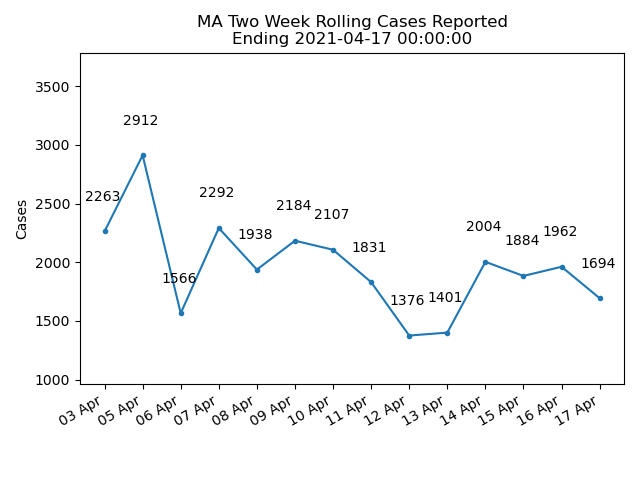 MA Two Week Rolling Cases Reported
Ending 2021-04-17 00:00:00
Cases
3500
3000
2500
2000
1500
1000
2263
2912
1566
2292
1938
2184
2107
1831
1376
1401
2004
1884
1962
1694
03 Apr
05 Apr
06 Apr
07 Apr
08 Apr
09 Apr
10 Apr
11 Apr
12 Apr
13 Apr
14 Apr
15 Apr
16 Apr
17 Apr